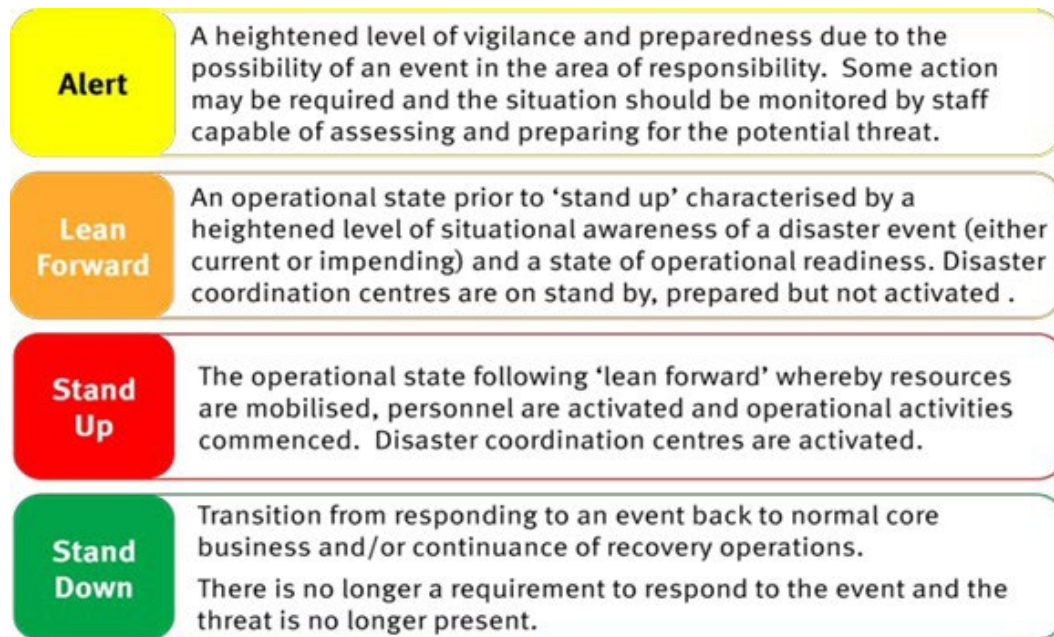 Alert
A heightened level of vigilance and preparedness due to the
possibility of an event in the area of responsibility.  Some action
may be required and the situation should be monitored by staff
capable of assessing and preparing for the potential threat.
Lean
Forward
An operational state prior to ‘stand up’ characterised by a
heightened level of situational awareness of a disaster event (either
current or impending) and a state of operational readiness. Disaster
coordination centres are on stand by, prepared but not activated .
Stand
Up
The operational state following ‘lean forward’ whereby resources
are mobilised, personnel are activated and operational activities
commenced.  Disaster coordination centres are activated.
Stand
Down
Transition from responding to an event back to normal core
business and/or continuance of recovery operations.
There is no longer a requirement to respond to the event and the
threat is no longer present.